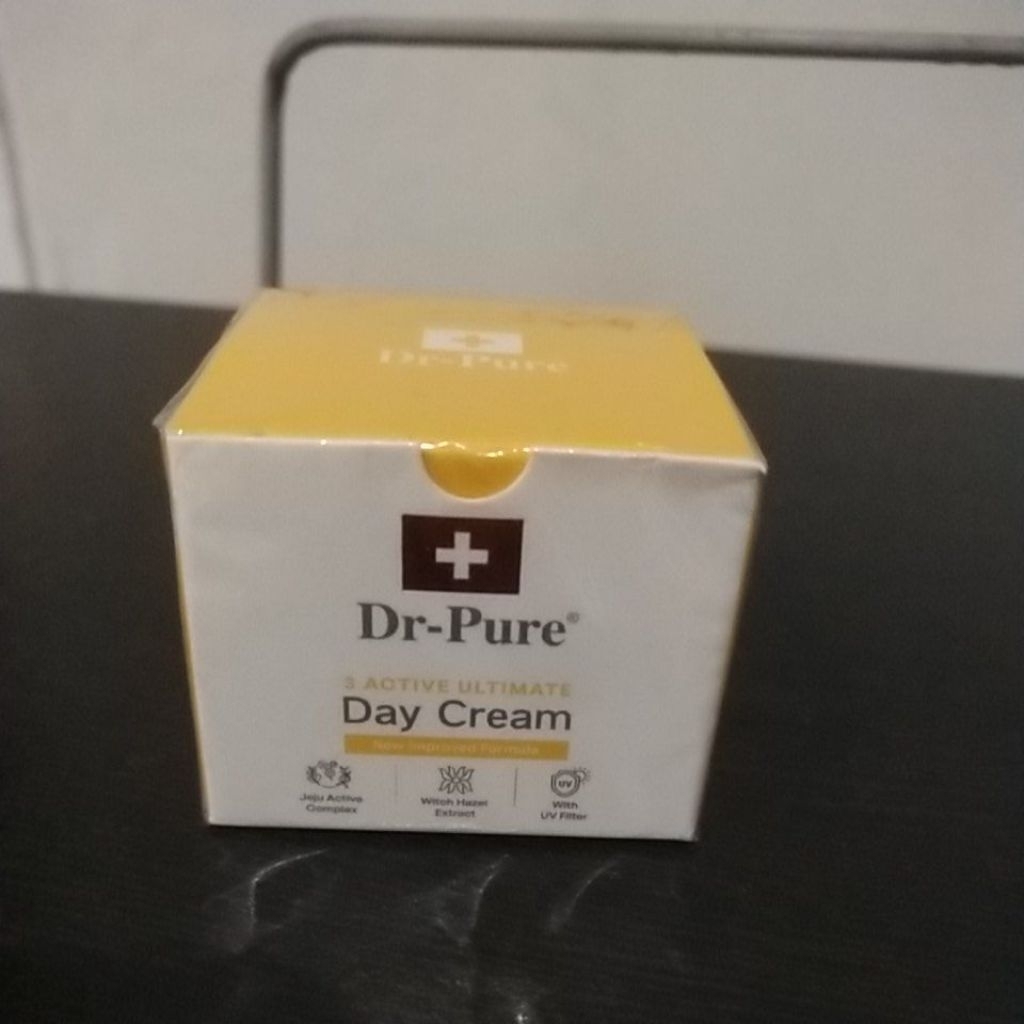 Dr-Pure
Dr-Pure®
3 ACTIVE ULTIMATE
Day Cream
New Improved Formula
Jeju Active
Complex
Witch Hazel
Extract
UV
With
UV Filter